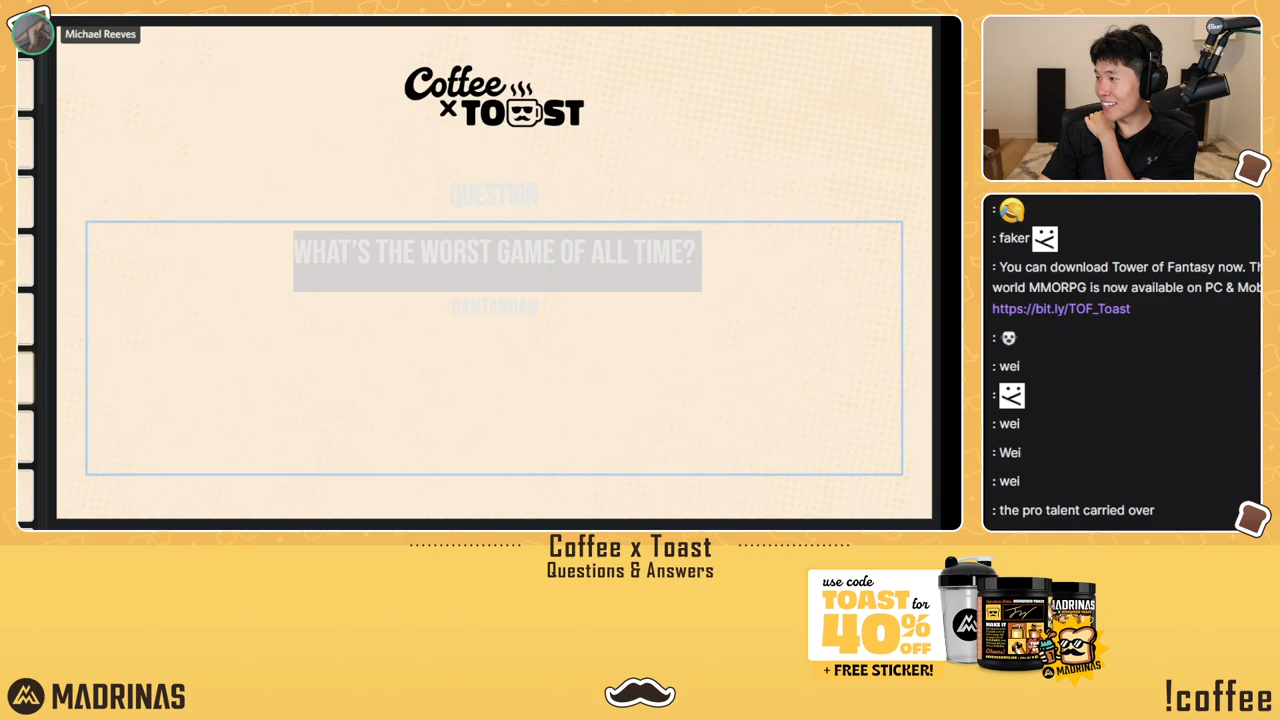 Michael Reeves
Coffee
x TOAST
QUESTION
WHAT'S THE WORST GAME OF ALL TIME?
: faker
: You can download Tower of Fantasy now. Th
world MMORPG is now available on PC & Mob
https://bit.ly/TOF_Toast
: wei
: wei
: Wei
: wei
: the pro talent carried over
Coffee x Toast
Questions & Answers
use code
TOAST for
40% OFF
+ FREE STICKER!
MADRINAS
MAKE IT
MADRINAS
MADRINAS
!coffee